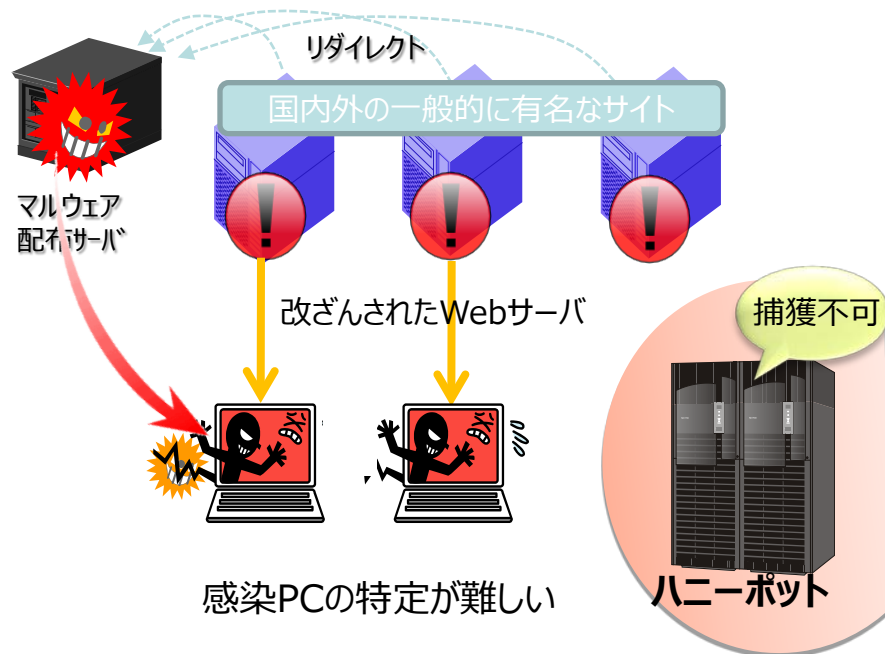 リダイレクト
国内外の一般的に有名なサイト
マルウェア
配布サーバ
改ざんされたWebサーバ
捕獲不可
ハニーポット
感染PCの特定が難しい